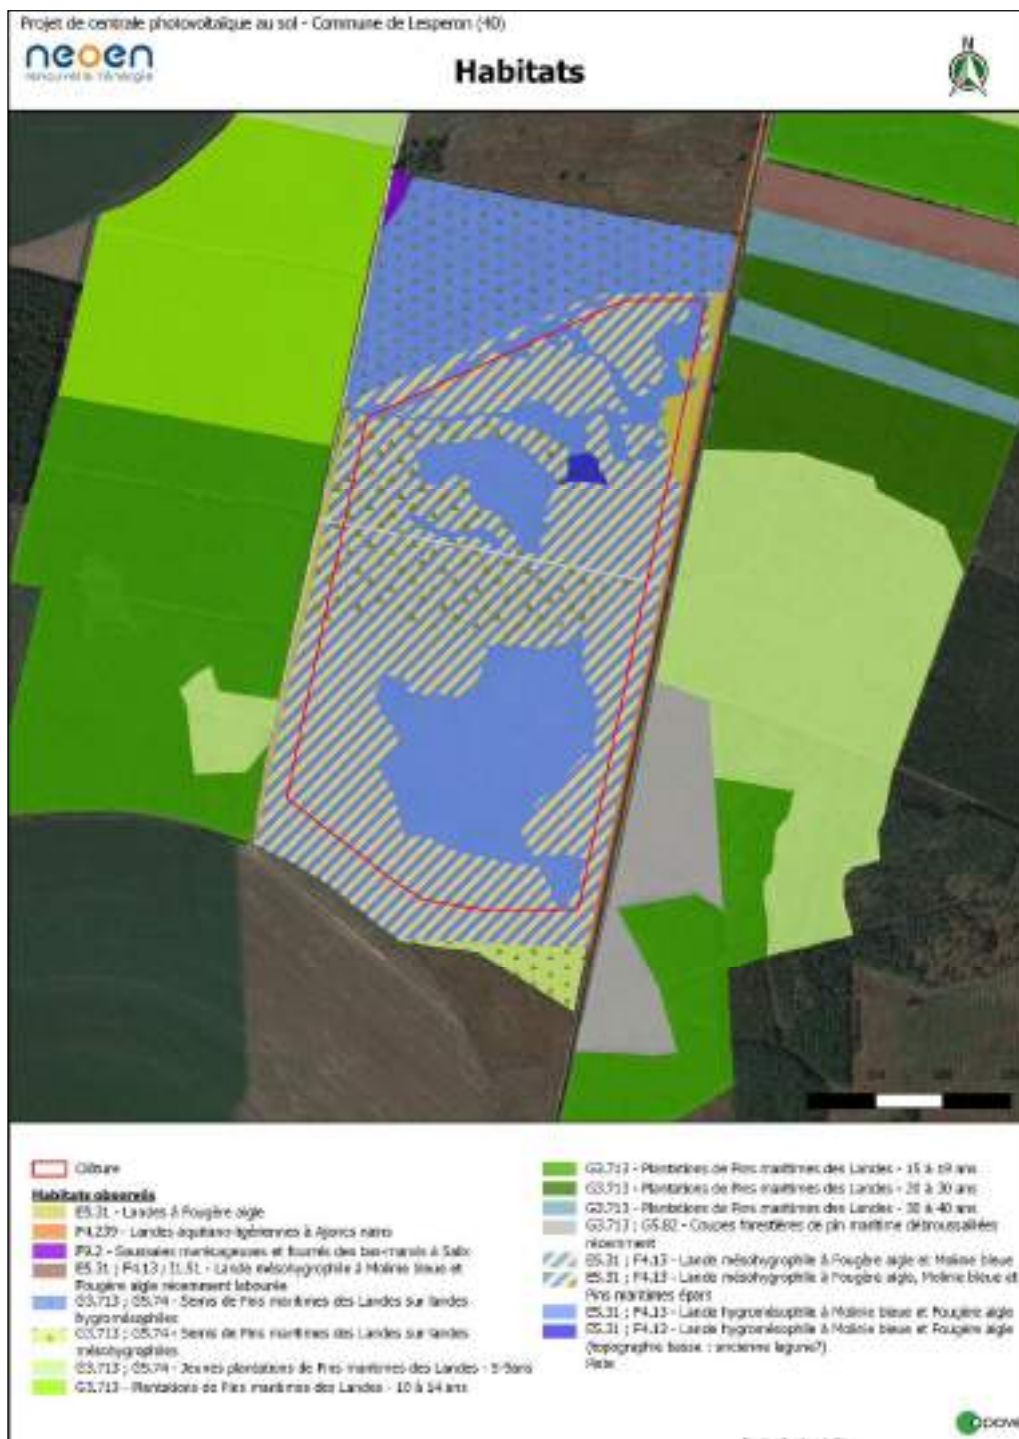 Projet de centrale photovoltaïque au sol - Commune de Lesperon (40)
neoen
renouvelle l'énergie
Habitats
N
Clôture
Habitats observés
E5.31 - Landes à Fougère aigle
F4.239 - Landes aquitano-ligériennes à Ajoncs nains
F9.2 - Saussaies marécageuses et fourrés des bas-marais à Salix
E5.31 ; F4.13 / I1.51 - Lande mésohygrophile à Molinie bleue et
Fougère aigle récemment labourée
G3.713 ; G5.74 - Semis de Pins maritimes des Landes sur landes
hygromésophiles
G3.713 ; G5.74 - Semis de Pins maritimes des Landes sur landes
mésohygrophiles
G3.713 ; G5.74 - Jeunes plantations de Pins maritimes des Landes - 5-9ans
G3.713 - Plantations de Pins maritimes des Landes - 10 à 14 ans
G3.713 - Plantations de Pins maritimes des Landes - 15 à 19 ans
G3.713 - Plantations de Pins maritimes des Landes - 20 à 30 ans
G3.713 - Plantations de Pins maritimes des Landes - 30 à 40 ans
G3.713 ; G5.82 - Coupes forestières de pin maritime débroussaillées
récemment
E5.31 ; F4.13 - Lande mésohygrophile à Fougère aigle et Molinie bleue
E5.31 ; F4.13 - Lande mésohygrophile à Fougère aigle, Molinie bleue et
Pins maritimes épars
E5.31 ; F4.13 - Lande hygromésophile à Molinie bleue et Fougère aigle
E5.31 ; F4.13 - Lande hygromésophile à Molinie bleue et Fougère aigle
(topographie basse : ancienne lagune?)
Piste
apave